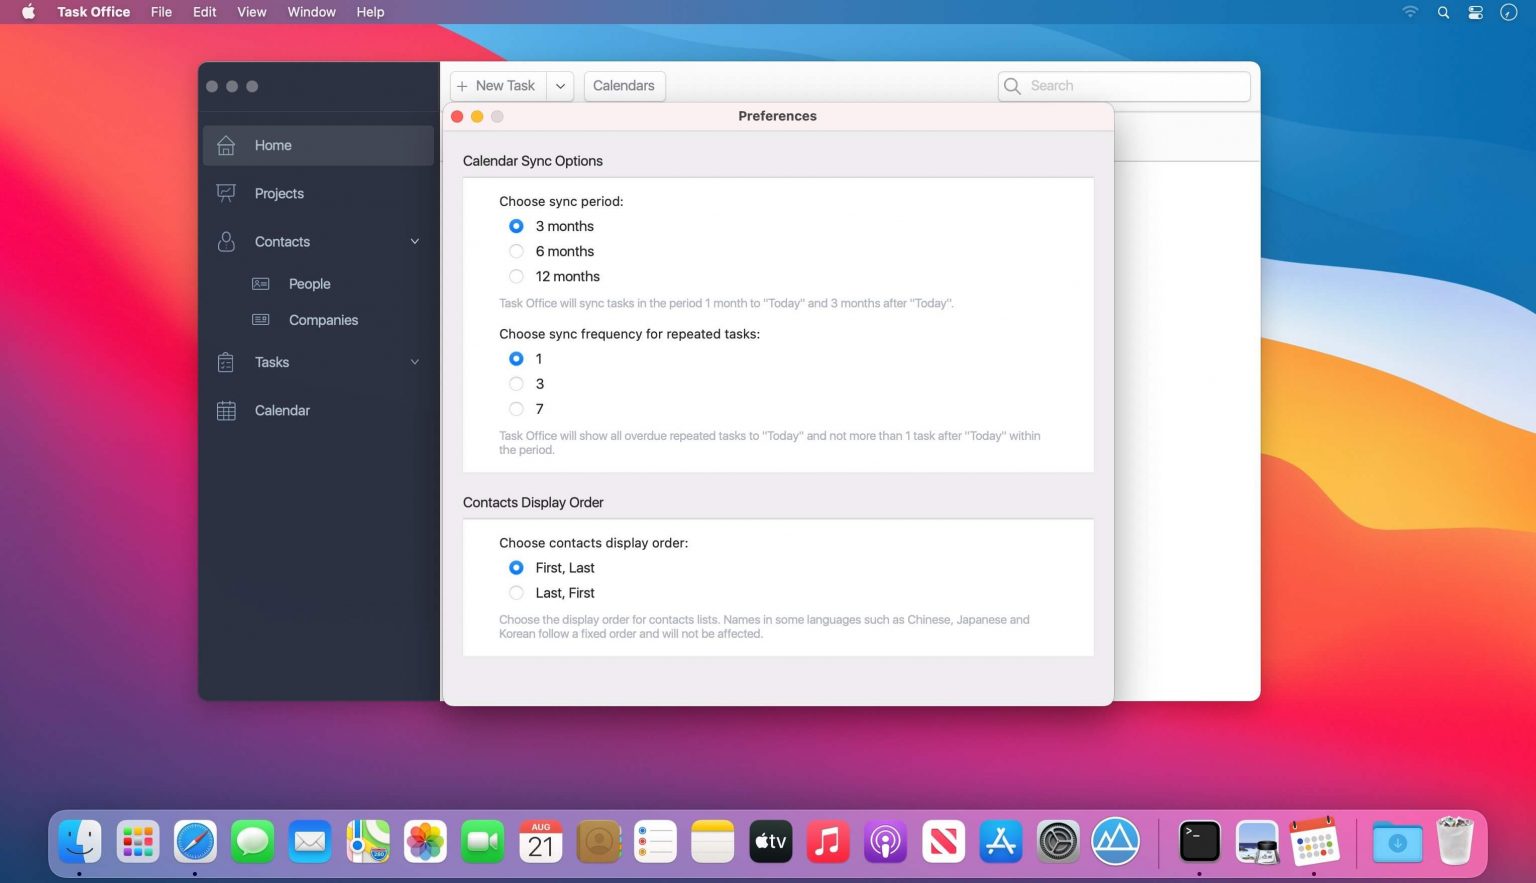 Task Office File Edit View Window Help
+ New Task Calendars Search
Preferences
Home
Projects
Contacts
People
Companies
Tasks
Calendar
Calendar Sync Options
Choose sync period:
3 months
6 months
12 months
Task Office will sync tasks in the period 1 month to "Today" and 3 months after "Today".
Choose sync frequency for repeated tasks:
1
3
7
Task Office will show all overdue repeated tasks to "Today" and not more than 1 task after "Today" within
the period.
Contacts Display Order
Choose contacts display order:
First, Last
Last, First
Choose the display order for contacts lists. Names in some languages such as Chinese, Japanese and
Korean follow a fixed order and will not be affected.
AUG
21
tv